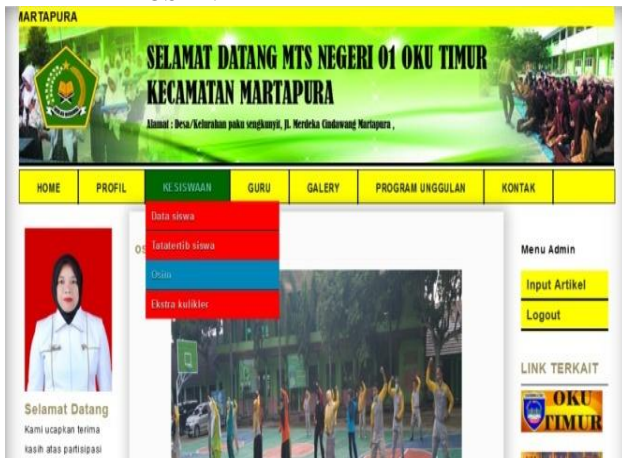 MARTAPURA
SELAMAT DATANG MTS NEGERI 01 OKU TIMUR
KECAMATAN MARTAPURA
Alamat : Desa/Kelurahan paku sengkunyit, JL Merdeka Cindawang Martapura ,
HOME PROFIL KESISWAAN GURU GALERY PROGRAM UNGGULAN KONTAK
Data siswa
Tatatertib siswa
Osim
Ekstra kulikler
OS
Selamat Datang
Kami ucapkan terima
kasih atas partisipasi
Menu Admin
Input Artikel
Logout
LINK TERKAIT
OKU
TIMUR